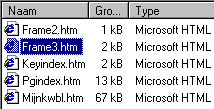 Naam Gro... Type
Frame2.htm 1 kB Microsoft HTML
Frame3.htm 2 kB Microsoft HTML
Keyindex.htm 2 kB Microsoft HTML
Pgindex.htm 13 kB Microsoft HTML
Mijnkwbl.htm 67 kB Microsoft HTML